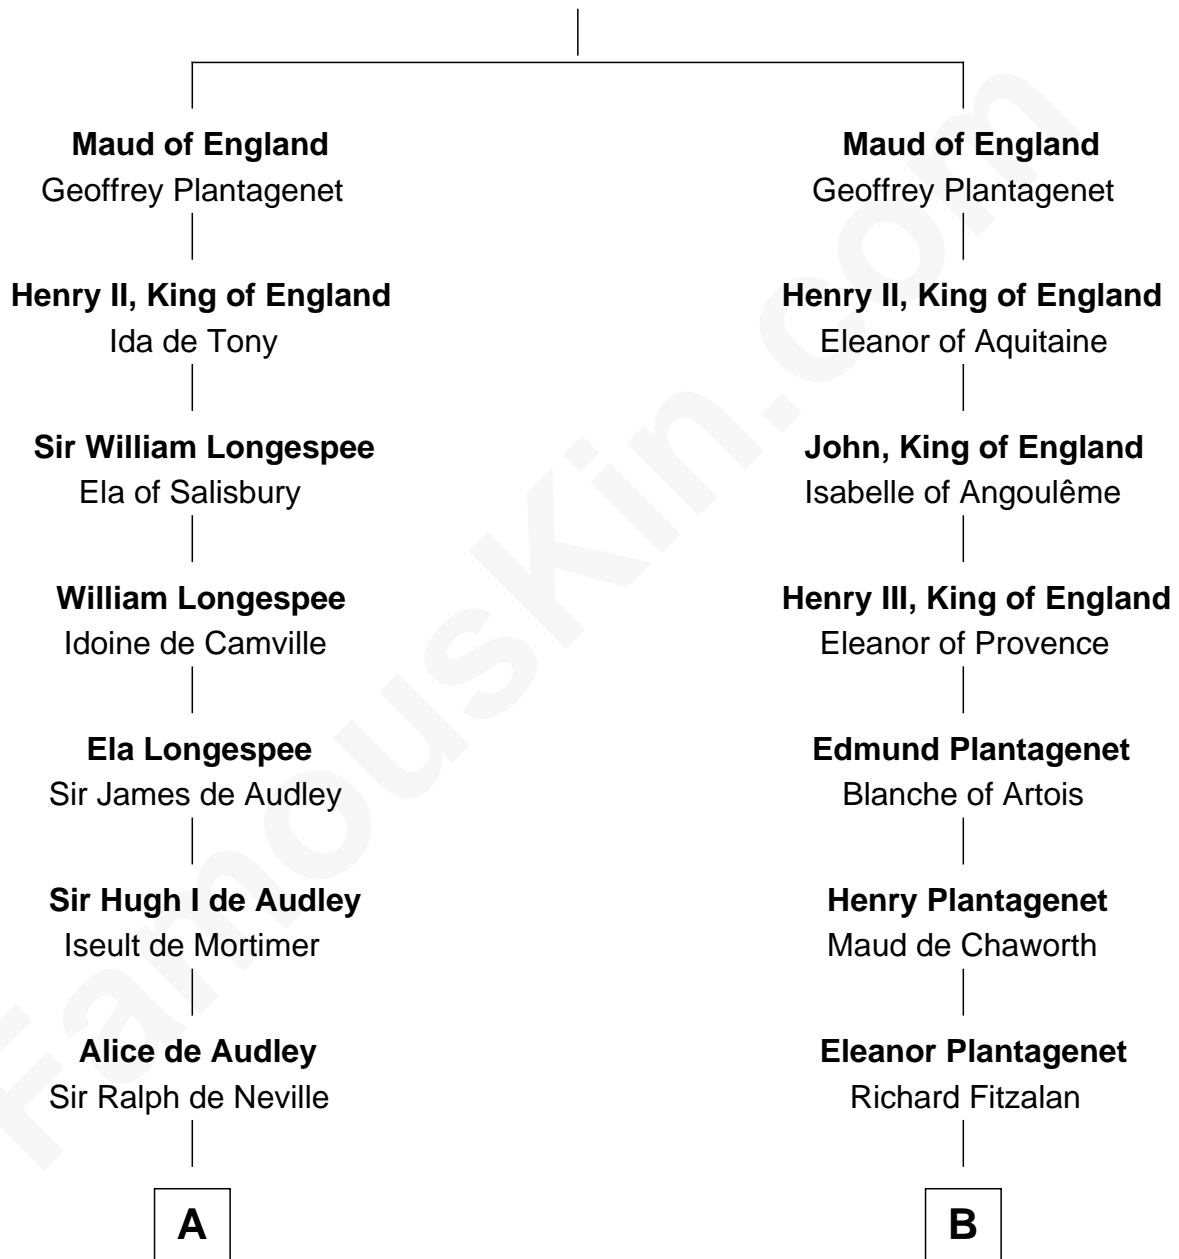 Maud of England
Geoffrey Plantagenet
Henry II, King of England
Ida de Tony
Sir William Longespee
Ela of Salisbury
William Longespee
Idoine de Camville
Ela Longespee
Sir James de Audley
Sir Hugh I de Audley
Iseult de Mortimer
Alice de Audley
Sir Ralph de Neville
A
Maud of England
Geoffrey Plantagenet
Henry II, King of England
Eleanor of Aquitaine
John, King of England
Isabelle of Angoulême
Henry III, King of England
Eleanor of Provence
Edmund Plantagenet
Blanche of Artois
Henry Plantagenet
Maud de Chaworth
Eleanor Plantagenet
Richard Fitzalan
B
FamousKin.com